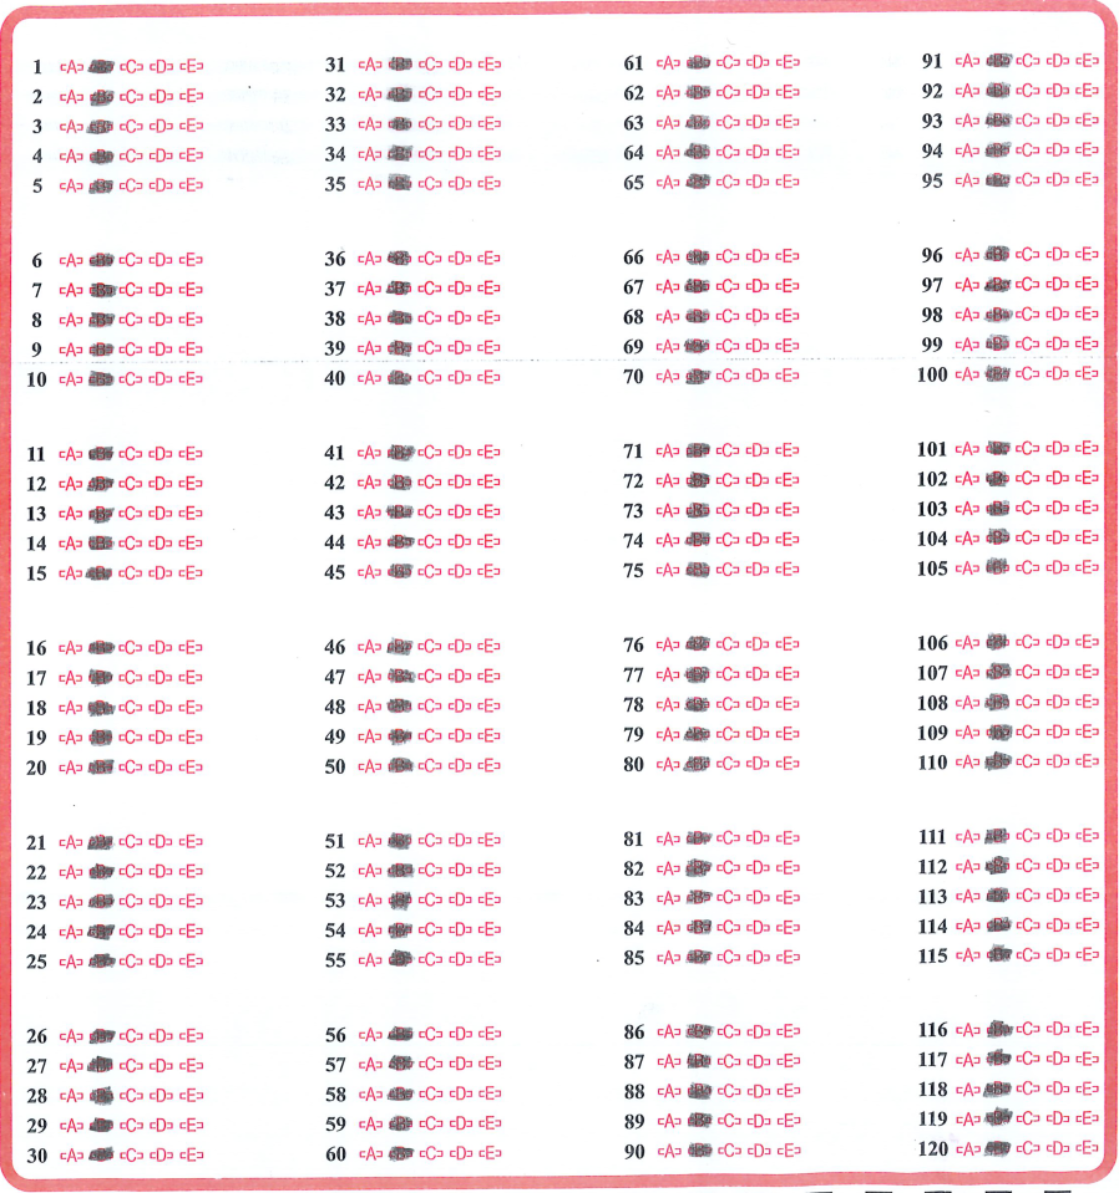 1 [A] [B] [C] [D] [E]
2 [A] [B] [C] [D] [E]
3 [A] [B] [C] [D] [E]
4 [A] [B] [C] [D] [E]
5 [A] [B] [C] [D] [E]
6 [A] [B] [C] [D] [E]
7 [A] [B] [C] [D] [E]
8 [A] [B] [C] [D] [E]
9 [A] [B] [C] [D] [E]
10 [A] [B] [C] [D] [E]
11 [A] [B] [C] [D] [E]
12 [A] [B] [C] [D] [E]
13 [A] [B] [C] [D] [E]
14 [A] [B] [C] [D] [E]
15 [A] [B] [C] [D] [E]
16 [A] [B] [C] [D] [E]
17 [A] [B] [C] [D] [E]
18 [A] [B] [C] [D] [E]
19 [A] [B] [C] [D] [E]
20 [A] [B] [C] [D] [E]
21 [A] [B] [C] [D] [E]
22 [A] [B] [C] [D] [E]
23 [A] [B] [C] [D] [E]
24 [A] [B] [C] [D] [E]
25 [A] [B] [C] [D] [E]
26 [A] [B] [C] [D] [E]
27 [A] [B] [C] [D] [E]
28 [A] [B] [C] [D] [E]
29 [A] [B] [C] [D] [E]
30 [A] [B] [C] [D] [E]
31 [A] [B] [C] [D] [E]
32 [A] [B] [C] [D] [E]
33 [A] [B] [C] [D] [E]
34 [A] [B] [C] [D] [E]
35 [A] [B] [C] [D] [E]
36 [A] [B] [C] [D] [E]
37 [A] [B] [C] [D] [E]
38 [A] [B] [C] [D] [E]
39 [A] [B] [C] [D] [E]
40 [A] [B] [C] [D] [E]
41 [A] [B] [C] [D] [E]
42 [A] [B] [C] [D] [E]
43 [A] [B] [C] [D] [E]
44 [A] [B] [C] [D] [E]
45 [A] [B] [C] [D] [E]
46 [A] [B] [C] [D] [E]
47 [A] [B] [C] [D] [E]
48 [A] [B] [C] [D] [E]
49 [A] [B] [C] [D] [E]
50 [A] [B] [C] [D] [E]
51 [A] [B] [C] [D] [E]
52 [A] [B] [C] [D] [E]
53 [A] [B] [C] [D] [E]
54 [A] [B] [C] [D] [E]
55 [A] [B] [C] [D] [E]
56 [A] [B] [C] [D] [E]
57 [A] [B] [C] [D] [E]
58 [A] [B] [C] [D] [E]
59 [A] [B] [C] [D] [E]
60 [A] [B] [C] [D] [E]
61 [A] [B] [C] [D] [E]
62 [A] [B] [C] [D] [E]
63 [A] [B] [C] [D] [E]
64 [A] [B] [C] [D] [E]
65 [A] [B] [C] [D] [E]
66 [A] [B] [C] [D] [E]
67 [A] [B] [C] [D] [E]
68 [A] [B] [C] [D] [E]
69 [A] [B] [C] [D] [E]
70 [A] [B] [C] [D] [E]
71 [A] [B] [C] [D] [E]
72 [A] [B] [C] [D] [E]
73 [A] [B] [C] [D] [E]
74 [A] [B] [C] [D] [E]
75 [A] [B] [C] [D] [E]
76 [A] [B] [C] [D] [E]
77 [A] [B] [C] [D] [E]
78 [A] [B] [C] [D] [E]
79 [A] [B] [C] [D] [E]
80 [A] [B] [C] [D] [E]
81 [A] [B] [C] [D] [E]
82 [A] [B] [C] [D] [E]
83 [A] [B] [C] [D] [E]
84 [A] [B] [C] [D] [E]
85 [A] [B] [C] [D] [E]
86 [A] [B] [C] [D] [E]
87 [A] [B] [C] [D] [E]
88 [A] [B] [C] [D] [E]
89 [A] [B] [C] [D] [E]
90 [A] [B] [C] [D] [E]
91 [A] [B] [C] [D] [E]
92 [A] [B] [C] [D] [E]
93 [A] [B] [C] [D] [E]
94 [A] [B] [C] [D] [E]
95 [A] [B] [C] [D] [E]
96 [A] [B] [C] [D] [E]
97 [A] [B] [C] [D] [E]
98 [A] [B] [C] [D] [E]
99 [A] [B] [C] [D] [E]
100 [A] [B] [C] [D] [E]
101 [A] [B] [C] [D] [E]
102 [A] [B] [C] [D] [E]
103 [A] [B] [C] [D] [E]
104 [A] [B] [C] [D] [E]
105 [A] [B] [C] [D] [E]
106 [A] [B] [C] [D] [E]
107 [A] [B] [C] [D] [E]
108 [A] [B] [C] [D] [E]
109 [A] [B] [C] [D] [E]
110 [A] [B] [C] [D] [E]
111 [A] [B] [C] [D] [E]
112 [A] [B] [C] [D] [E]
113 [A] [B] [C] [D] [E]
114 [A] [B] [C] [D] [E]
115 [A] [B] [C] [D] [E]
116 [A] [B] [C] [D] [E]
117 [A] [B] [C] [D] [E]
118 [A] [B] [C] [D] [E]
119 [A] [B] [C] [D] [E]
120 [A] [B] [C] [D] [E]